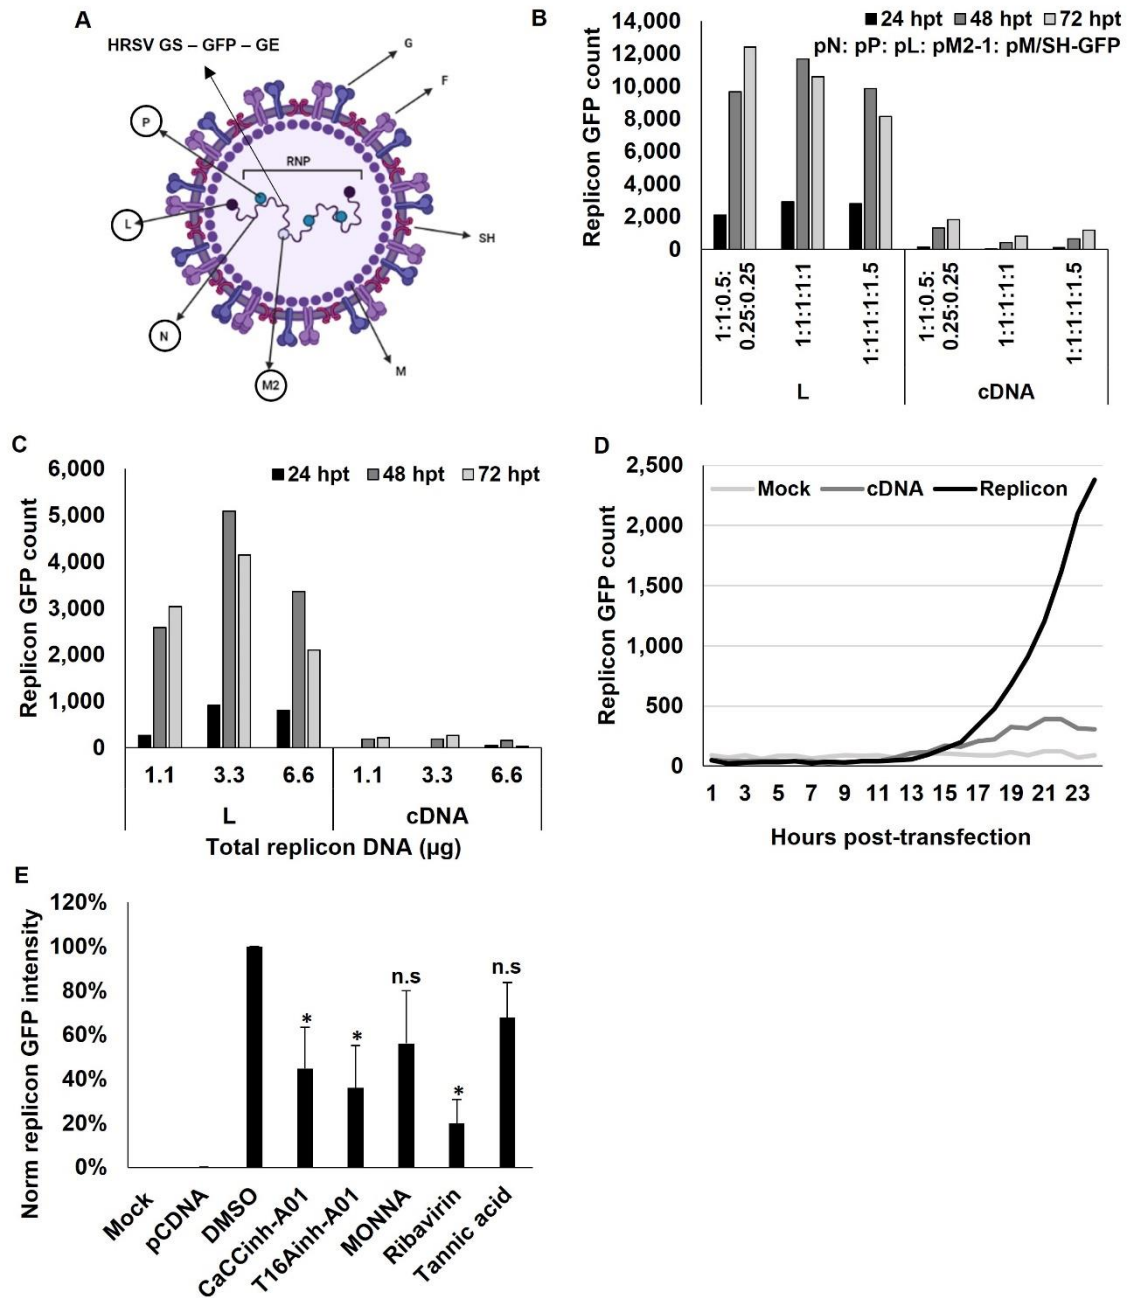 A
HRSV GS – GFP – GE
G
F
P
RNP
L
SH
N
M2
M
B
14,000
12,000
10,000
8,000
6,000
4,000
2,000
0
Replicon GFP count
24 hpt 48 hpt 72 hpt
pN: pP: pL: pM2-1: pM/SH-GFP
1:1:0.5:
0.25:0.25
1:1:1:1:1
1:1:1:1:1.5
1:1:0.5:
0.25:0.25
1:1:1:1:1
1:1:1:1:1.5
L cDNA
C
6,000
5,000
4,000
3,000
2,000
1,000
0
Replicon GFP count
24 hpt 48 hpt 72 hpt
1.1 3.3 6.6 1.1 3.3 6.6
L cDNA
Total replicon DNA (µg)
D
2,500
2,000
1,500
1,000
500
0
Replicon GFP count
Mock cDNA Replicon
1 3 5 7 9 11 13 15 17 19 21 23
Hours post-transfection
E
120%
100%
80%
60%
40%
20%
0%
Norm replicon GFP intensity
*
*
n.s
*
n.s
Mock
pCDNA
DMSO
CaCCinh-A01
T16Ainh-A01
MONNA
Ribavirin
Tannic acid